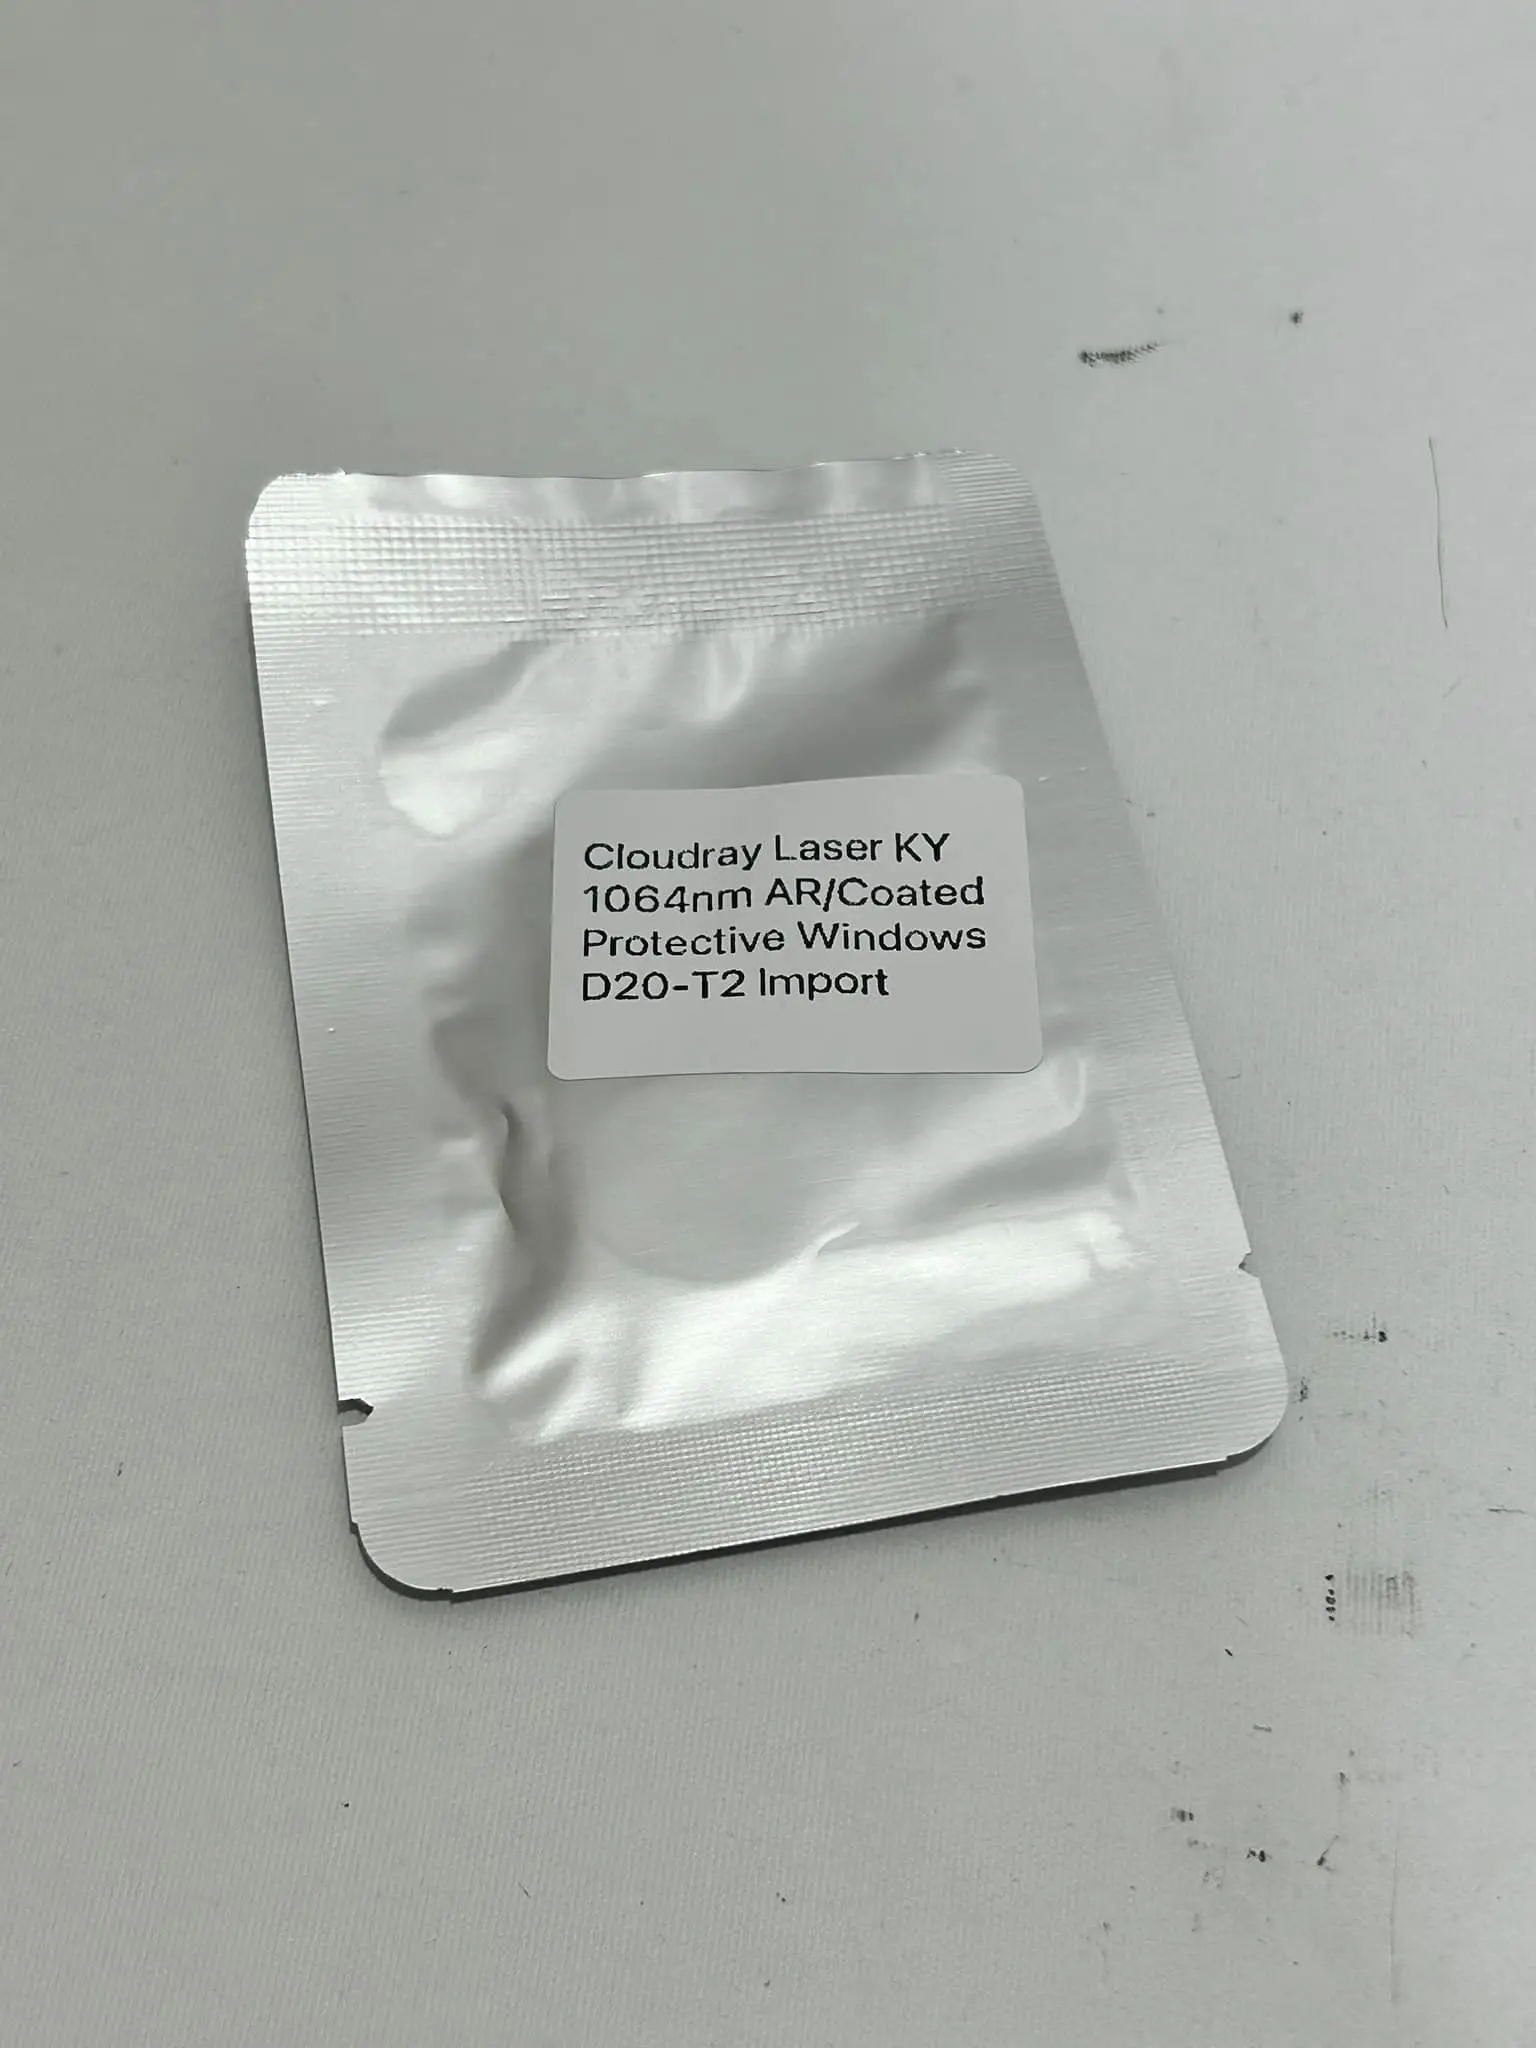 Cloudray Laser KY
1064nm AR/Coated
Protective Windows
D20-T2 Import